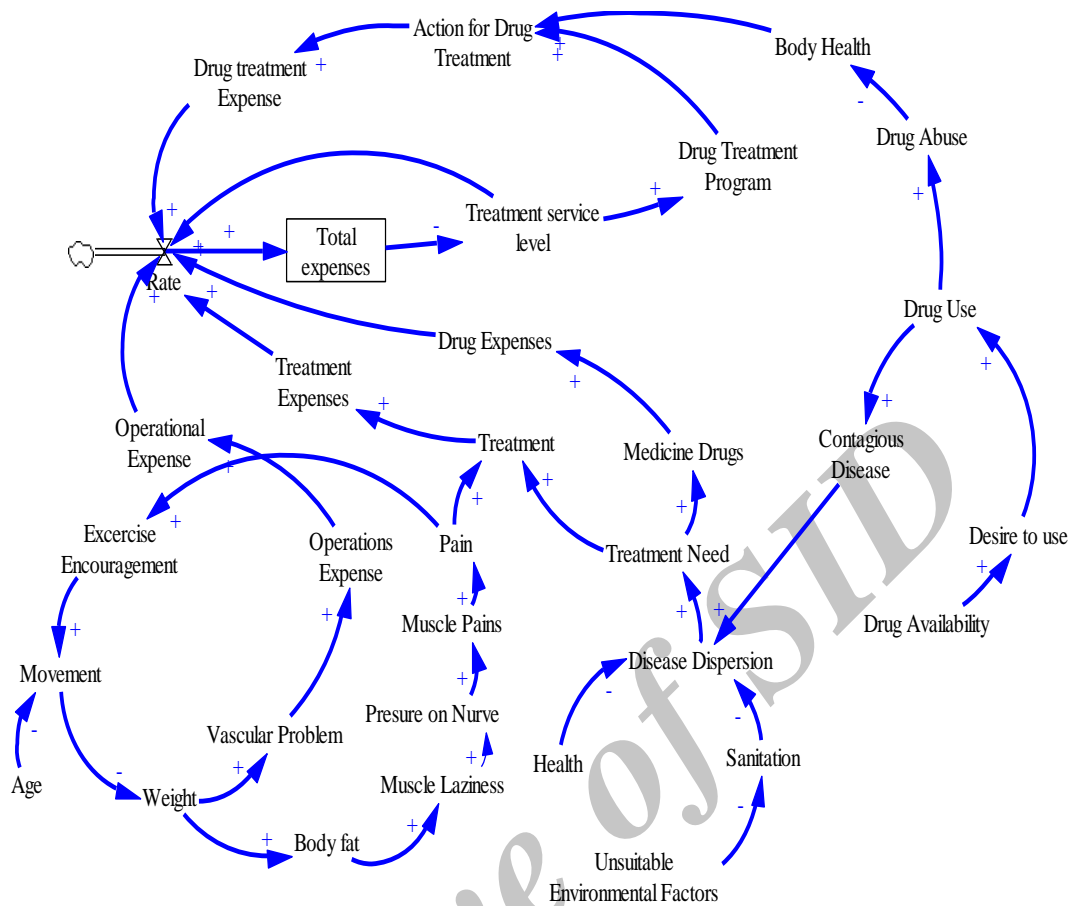 Action for Drug
Treatment
Body Health
Drug treatment
Expense
Drug Abuse
Drug Treatment
Program
Treatment service
level
Total
expenses
Rate
Drug Use
Drug Expenses
Treatment
Expenses
Operational
Expense
Treatment
Medicine Drugs
Contagious
Disease
Excercise
Encouragement
Operations
Expense
Pain
Treatment Need
Desire to use
Muscle Pains
Drug Availability
Movement
Disease Dispersion
Presure on Nurve
Vascular Problem
Health
Sanitation
Age
Weight
Muscle Laziness
Body fat
Unsuitable
Environmental Factors
of SID